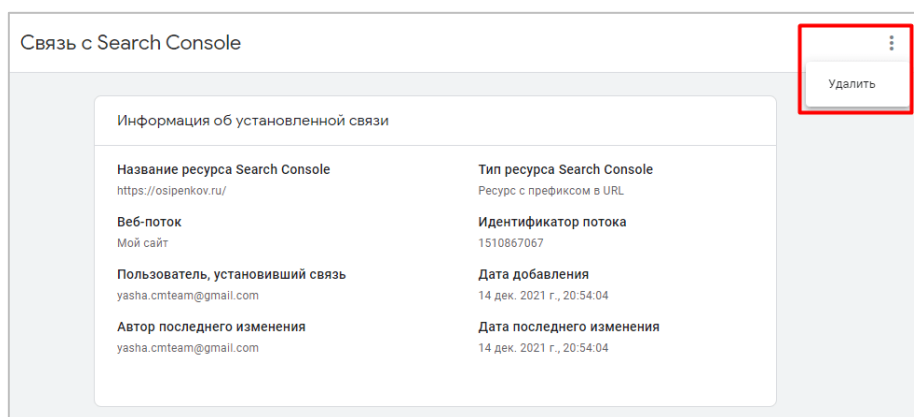 Связь с Search Console
Удалить
Информация об установленной связи
Название ресурса Search Console
https://osipenkov.ru/
Тип ресурса Search Console
Ресурс с префиксом в URL
Веб-поток
Мой сайт
Идентификатор потока
1510867067
Пользователь, установивший связь
yasha.cmteam@gmail.com
Дата добавления
14 дек. 2021 г., 20:54:04
Автор последнего изменения
yasha.cmteam@gmail.com
Дата последнего изменения
14 дек. 2021 г., 20:54:04